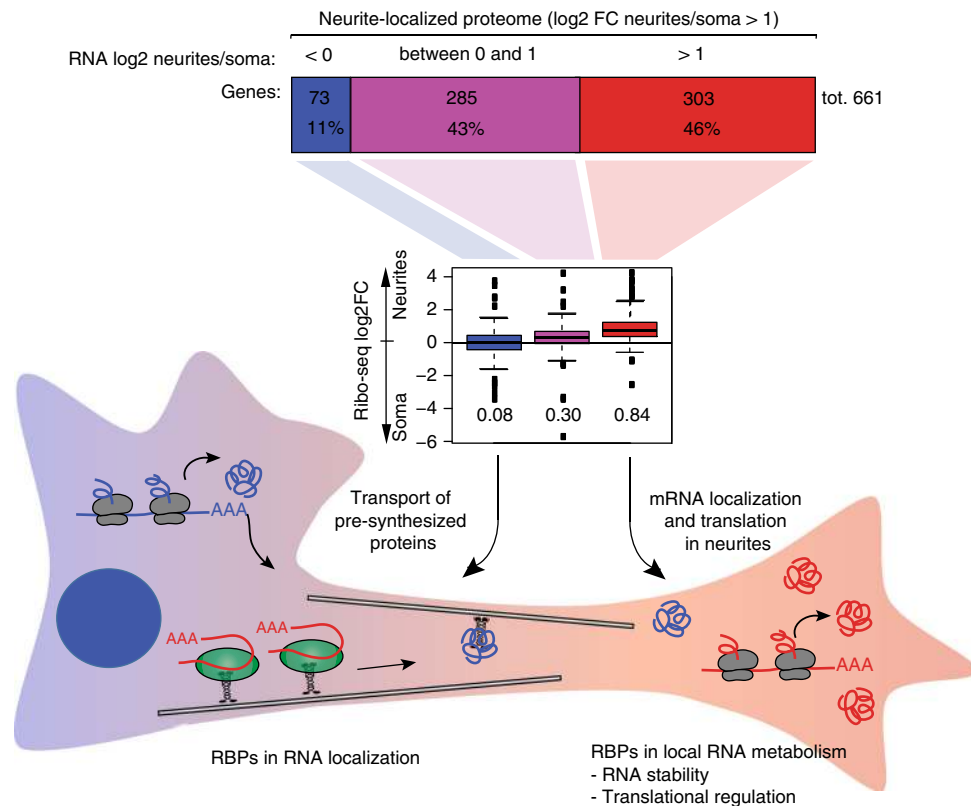 Neurite-localized proteome (log2 FC neurites/soma > 1)
RNA log2 neurites/soma: < 0 between 0 and 1 > 1
Genes: 73 285 303 tot. 661
11% 43% 46%
Ribo-seq log2FC
Neurites
Soma
4
2
0
−2
−4
−6
0.08 0.30 0.84
Transport of
pre-synthesized
proteins
mRNA localization
and translation
in neurites
AAA
AAA
AAA
AAA
RBPs in RNA localization
RBPs in local RNA metabolism
- RNA stability
- Translational regulation